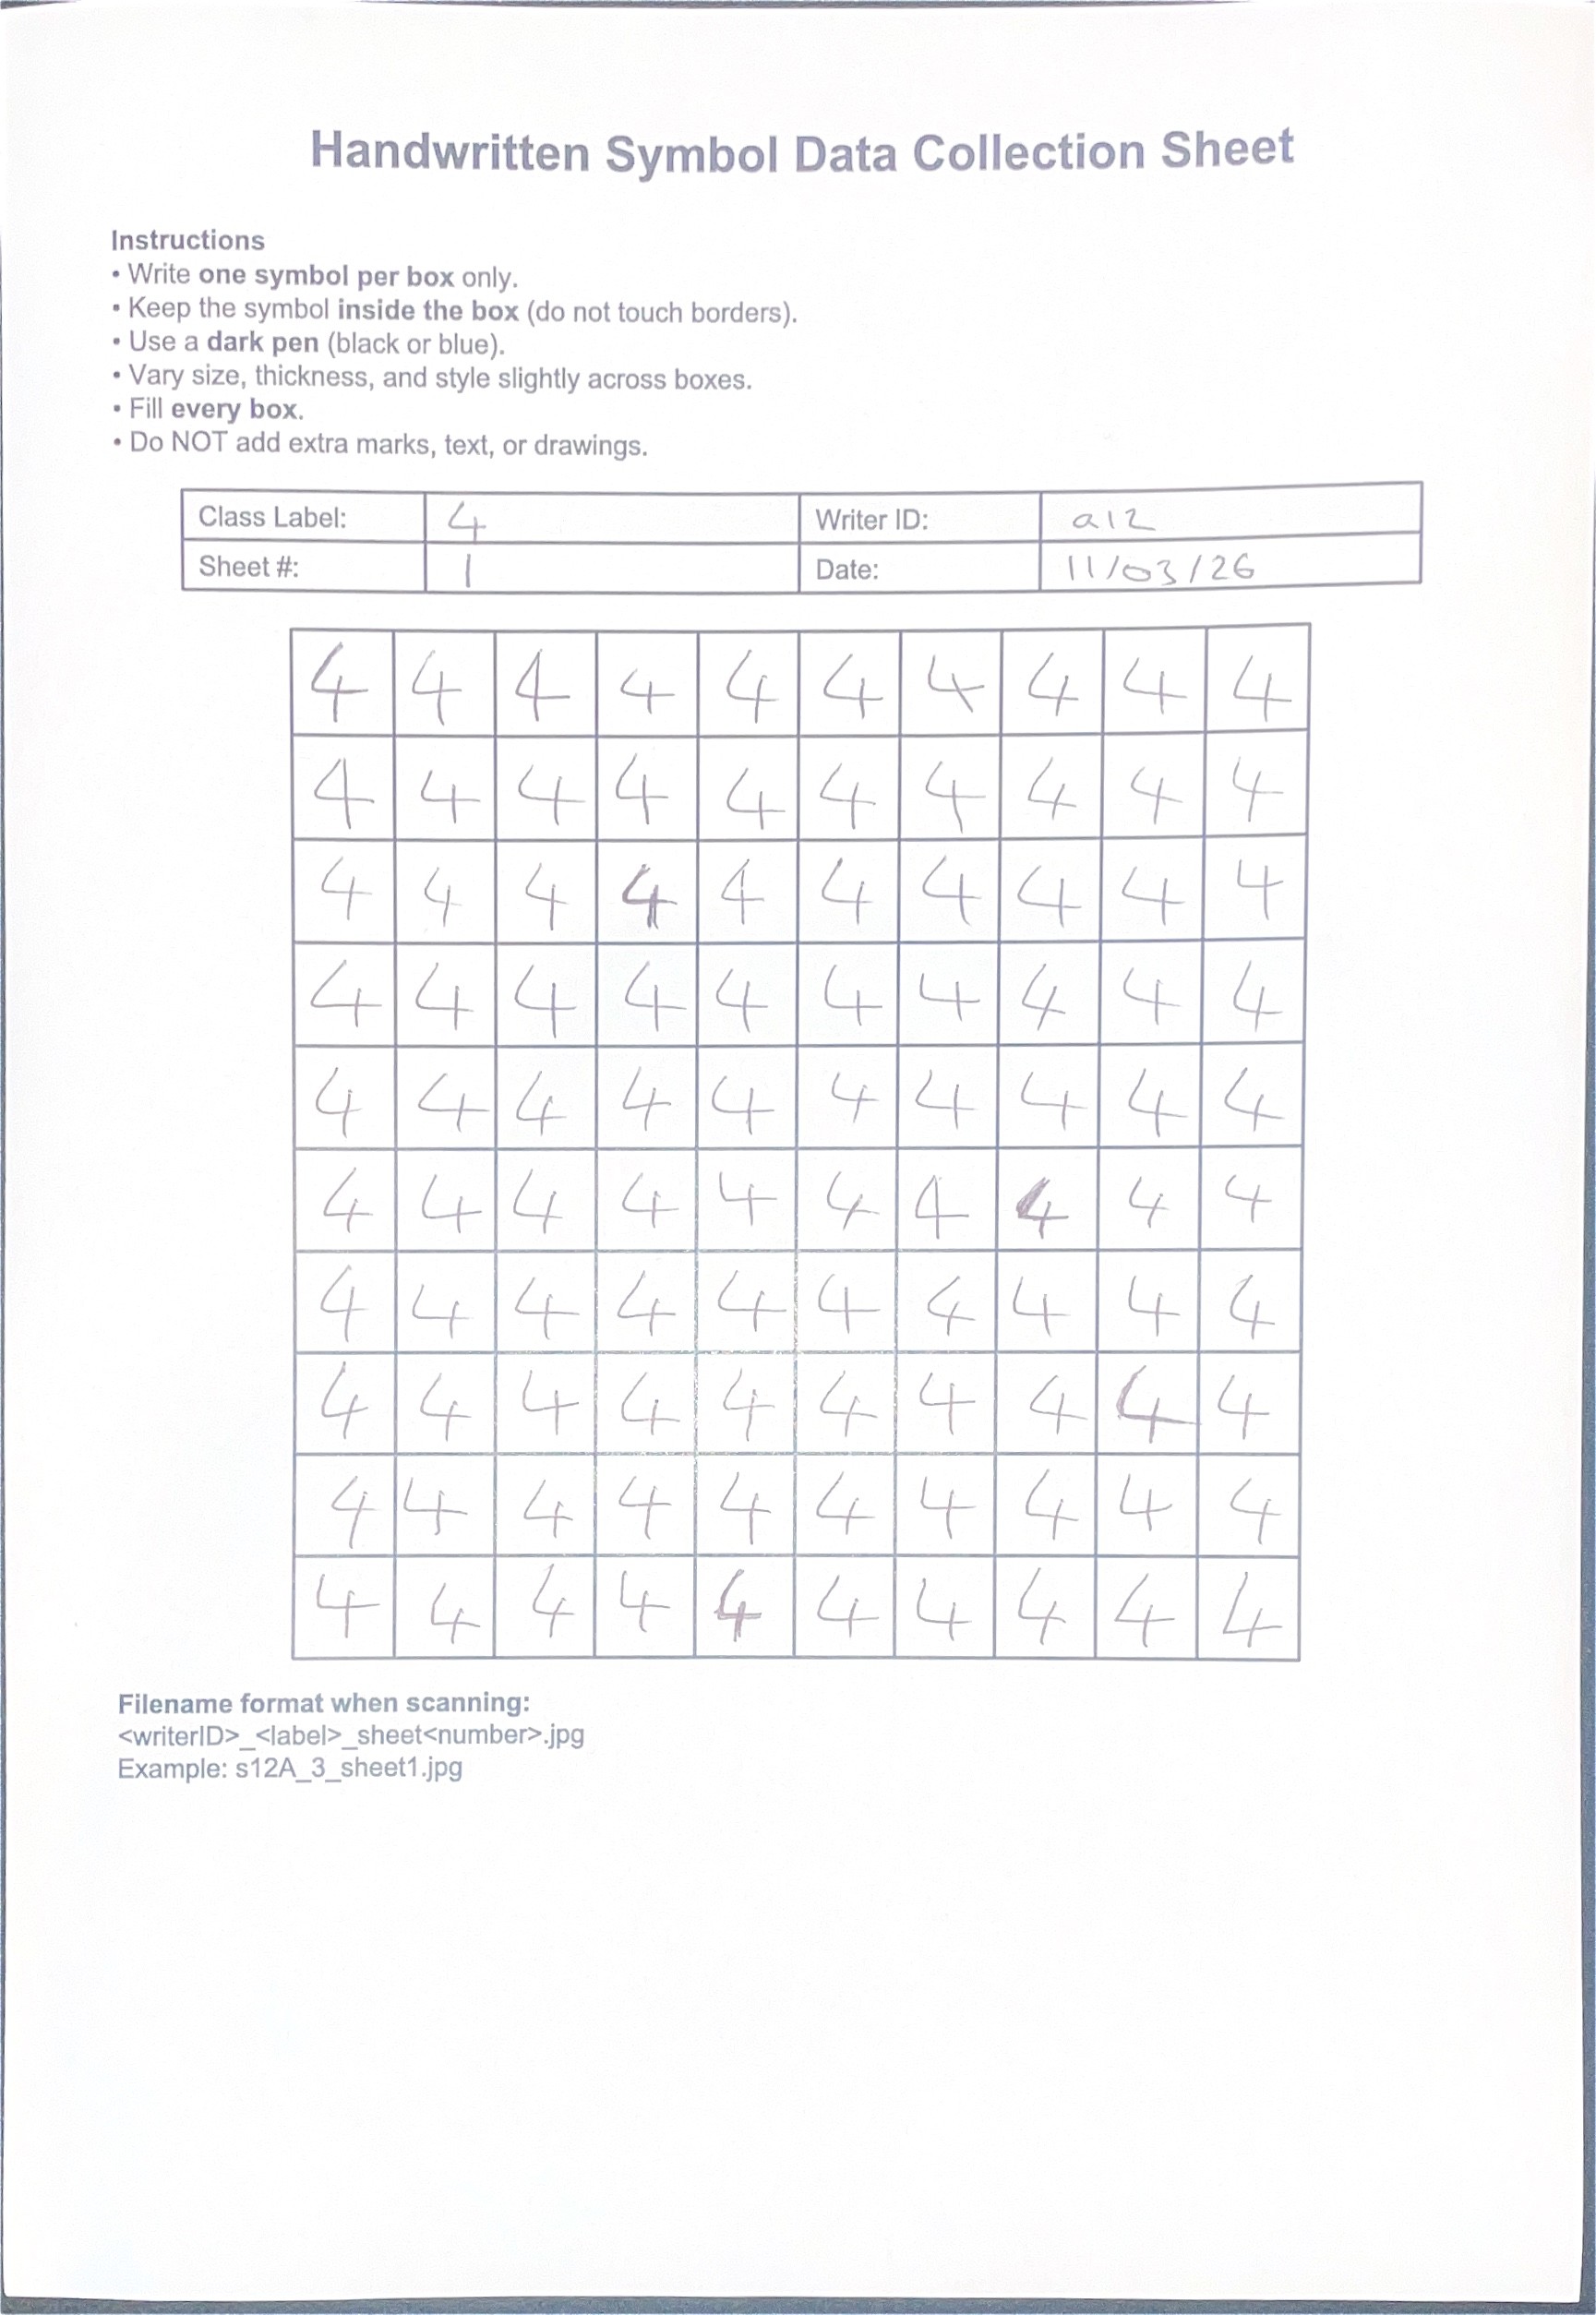 Handwritten Symbol Data Collection Sheet
Instructions
• Write one symbol per box only.
• Keep the symbol inside the box (do not touch borders).
• Use a dark pen (black or blue).
• Vary size, thickness, and style slightly across boxes.
• Fill every box.
• Do NOT add extra marks, text, or drawings.
Class Label: 4 Writer ID: a12
Sheet #: 1 Date: 11/03/26
4 4 4 4 4 4 4 4 4 4
4 4 4 4 4 4 4 4 4 4
4 4 4 4 4 4 4 4 4 4
4 4 4 4 4 4 4 4 4 4
4 4 4 4 4 4 4 4 4 4
4 4 4 4 4 4 4 4 4 4
4 4 4 4 4 4 4 4 4 4
4 4 4 4 4 4 4 4 4 4
4 4 4 4 4 4 4 4 4 4
4 4 4 4 4 4 4 4 4 4
Filename format when scanning:
<writerID>_<label>_sheet<number>.jpg
Example: s12A_3_sheet1.jpg